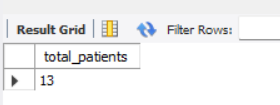 Result Grid Filter Rows:
total_patients
13